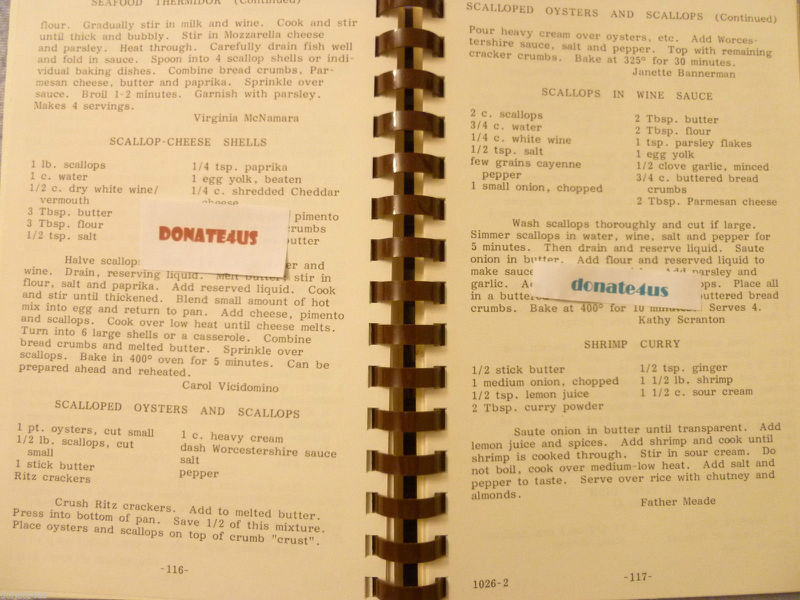 SEAFOOD THERMIDOR (Continued)
flour. Gradually stir in milk and wine. Cook and stir
until thick and bubbly. Stir in Mozzarella cheese
and parsley. Heat through. Carefully drain fish well
and fold in sauce. Spoon into 4 scallop shells or indi-
vidual baking dishes. Combine bread crumbs, Par-
mesan cheese, butter and paprika. Sprinkle over
sauce. Broil 1-2 minutes. Garnish with parsley.
Makes 4 servings.
Virginia McNamara
SCALLOP-CHEESE SHELLS
1 lb. scallops
1 c. water
1/2 c. dry white wine/
vermouth
3 Tbsp. butter
3 Tbsp. flour
1/2 tsp. salt
1/4 tsp. paprika
1 egg yolk, beaten
1/4 c. shredded Cheddar
cheese
pimento
crumbs
butter
DONATE4US
Halve scallop er and
wine. Drain, reserving liquid. Melt butter; stir in
flour, salt and paprika. Add reserved liquid. Cook
and stir until thickened. Blend small amount of hot
mix into egg and return to pan. Add cheese, pimento
and scallops. Cook over low heat until cheese melts.
Turn into 6 large shells or a casserole. Combine
bread crumbs and melted butter. Sprinkle over
scallops. Bake in 400° oven for 5 minutes. Can be
prepared ahead and reheated.
Carol Vicidomino
SCALLOPED OYSTERS AND SCALLOPS
1 pt. oysters, cut small
1/2 lb. scallops, cut
small
1 stick butter
Ritz crackers
1 c. heavy cream
dash Worcestershire sauce
salt
pepper
Crush Ritz crackers. Add to melted butter.
Press into bottom of pan. Save 1/2 of this mixture.
Place oysters and scallops on top of crumb "crust".
-116-
SCALLOPED OYSTERS AND SCALLOPS (Continued)
Pour heavy cream over oysters, etc. Add Worces-
tershire sauce, salt and pepper. Top with remaining
cracker crumbs. Bake at 325° for 30 minutes.
Janette Bannerman
SCALLOPS IN WINE SAUCE
2 c. scallops
3/4 c. water
1/4 c. white wine
1/2 tsp. salt
few grains cayenne
pepper
1 small onion, chopped
2 Tbsp. butter
2 Tbsp. flour
1 tsp. parsley flakes
1 egg yolk
1/2 clove garlic, minced
3/4 c. buttered bread
crumbs
2 Tbsp. Parmesan cheese
Wash scallops thoroughly and cut if large.
Simmer scallops in water, wine, salt and pepper for
5 minutes. Then drain and reserve liquid. Saute
onion in butter. Add flour and reserved liquid to
make sauce Add parsley and
garlic. A ops. Place all
in a buttere uttered bread
crumbs. Bake at 400° for 10 minutes. Serves 4.
Kathy Scranton
donate4us
SHRIMP CURRY
1/2 stick butter
1 medium onion, chopped
1/2 tsp. lemon juice
2 Tbsp. curry powder
1/2 tsp. ginger
1 1/2 lb. shrimp
1 1/2 c. sour cream
Saute onion in butter until transparent. Add
lemon juice and spices. Add shrimp and cook until
shrimp is cooked through. Stir in sour cream. Do
not boil, cook over medium-low heat. Add salt and
pepper to taste. Serve over rice with chutney and
almonds.
Father Meade
1026-2
-117-